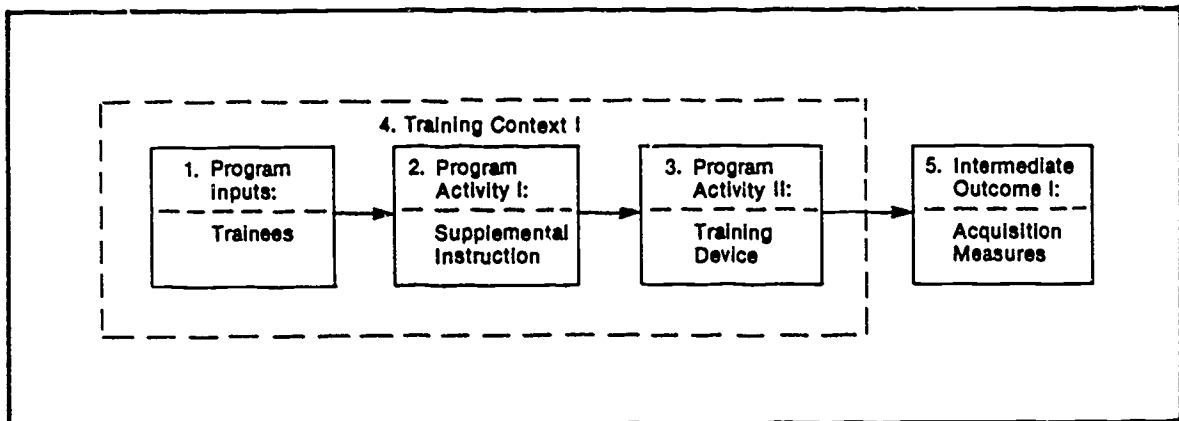 4. Training Context I
1. Program
inputs:
Trainees
2. Program
Activity I:
Supplemental
Instruction
3. Program
Activity II:
Training
Device
5. Intermediate
Outcome I:
Acquisition
Measures